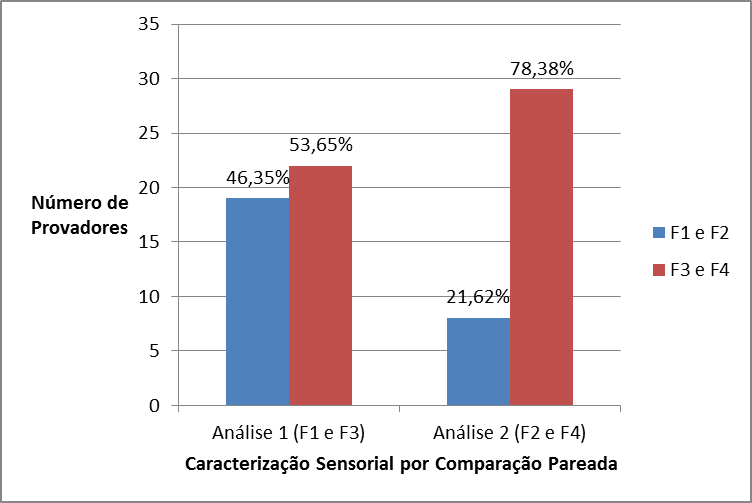 35
30
25
20
15
10
5
0
Número de
Provadores
46,35%
53,65%
21,62%
78,38%
F1 e F2
F3 e F4
Análise 1 (F1 e F3)
Análise 2 (F2 e F4)
Caracterização Sensorial por Comparação Pareada